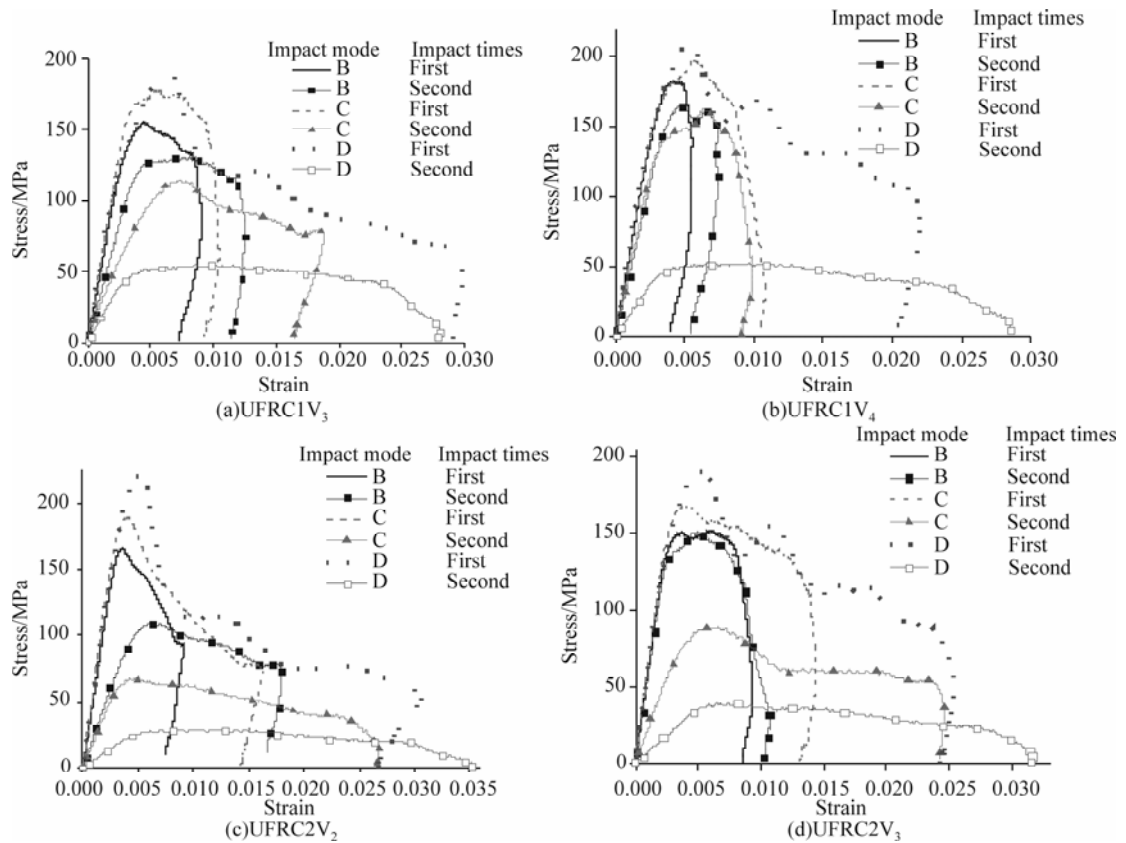 Impact mode Impact times
B First
B Second
C First
C Second
D First
D Second
200
150
100
50
0
Stress/MPa
0.000 0.005 0.010 0.015 0.020 0.025 0.030
Strain
(a)UFRC1V3
Impact mode Impact times
B First
B Second
C First
C Second
D First
D Second
200
150
100
50
0
Stress/MPa
0.000 0.005 0.010 0.015 0.020 0.025 0.030
Strain
(b)UFRC1V4
Impact mode Impact times
B First
B Second
C First
C Second
D First
D Second
200
150
100
50
0
Stress/MPa
0.000 0.005 0.010 0.015 0.020 0.025 0.030 0.035
Strain
(c)UFRC2V2
Impact mode Impact times
B First
B Second
C First
C Second
D First
D Second
200
150
100
50
0
Stress/MPa
0.000 0.005 0.010 0.015 0.020 0.025 0.030
Strain
(d)UFRC2V3